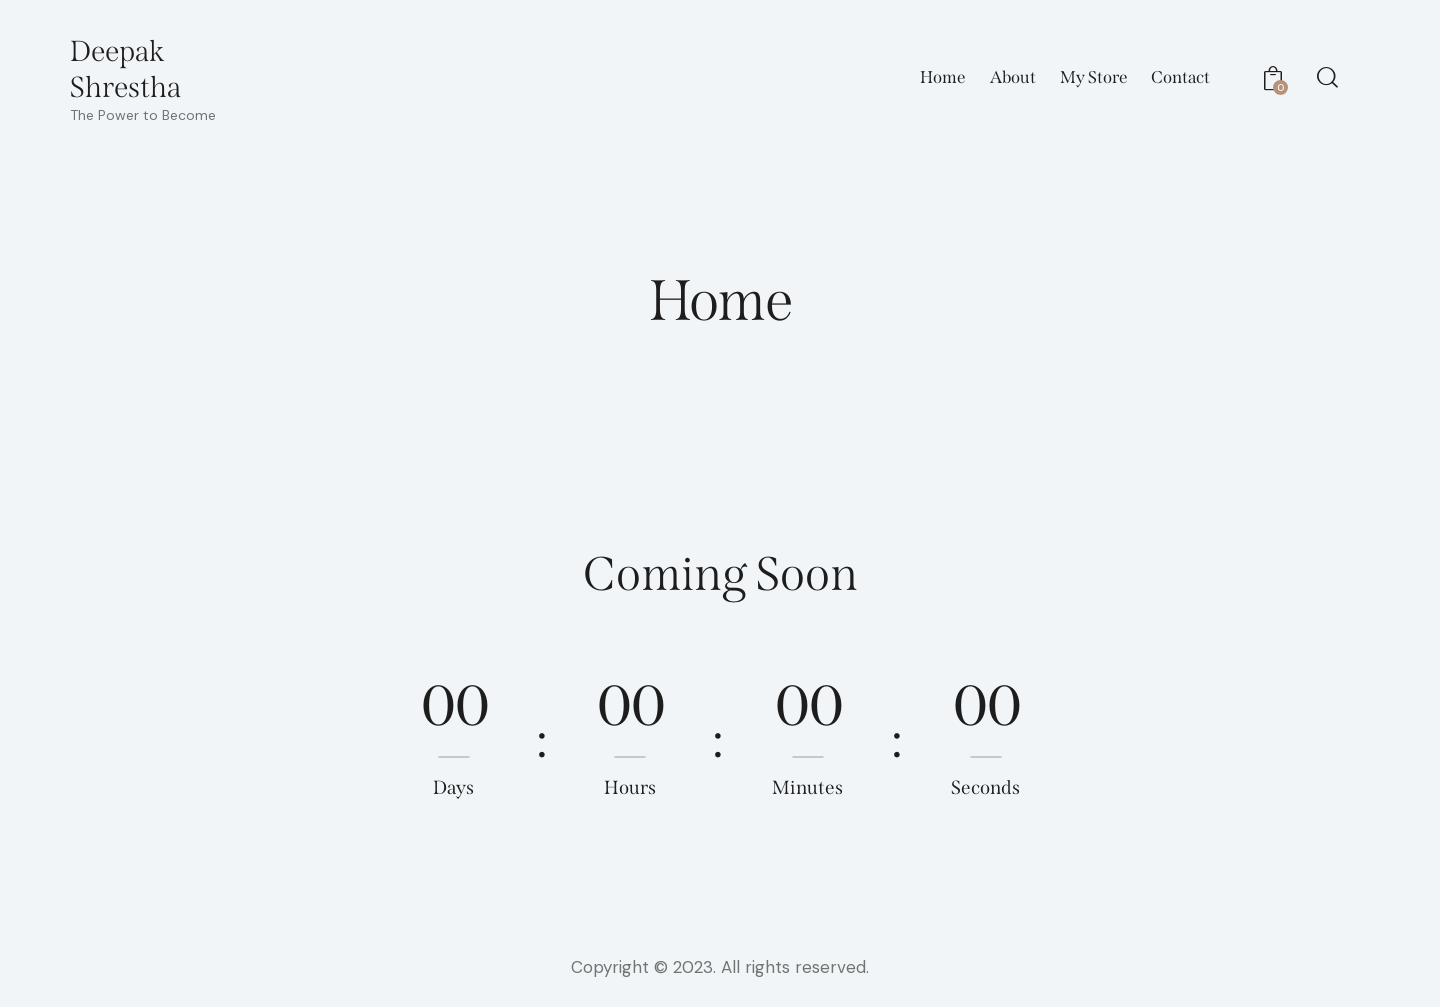 Deepak
Shrestha
The Power to Become
Home About My Store Contact 0
Home
Coming Soon
00 : 00 : 00 : 00
Days Hours Minutes Seconds
Copyright © 2023. All rights reserved.